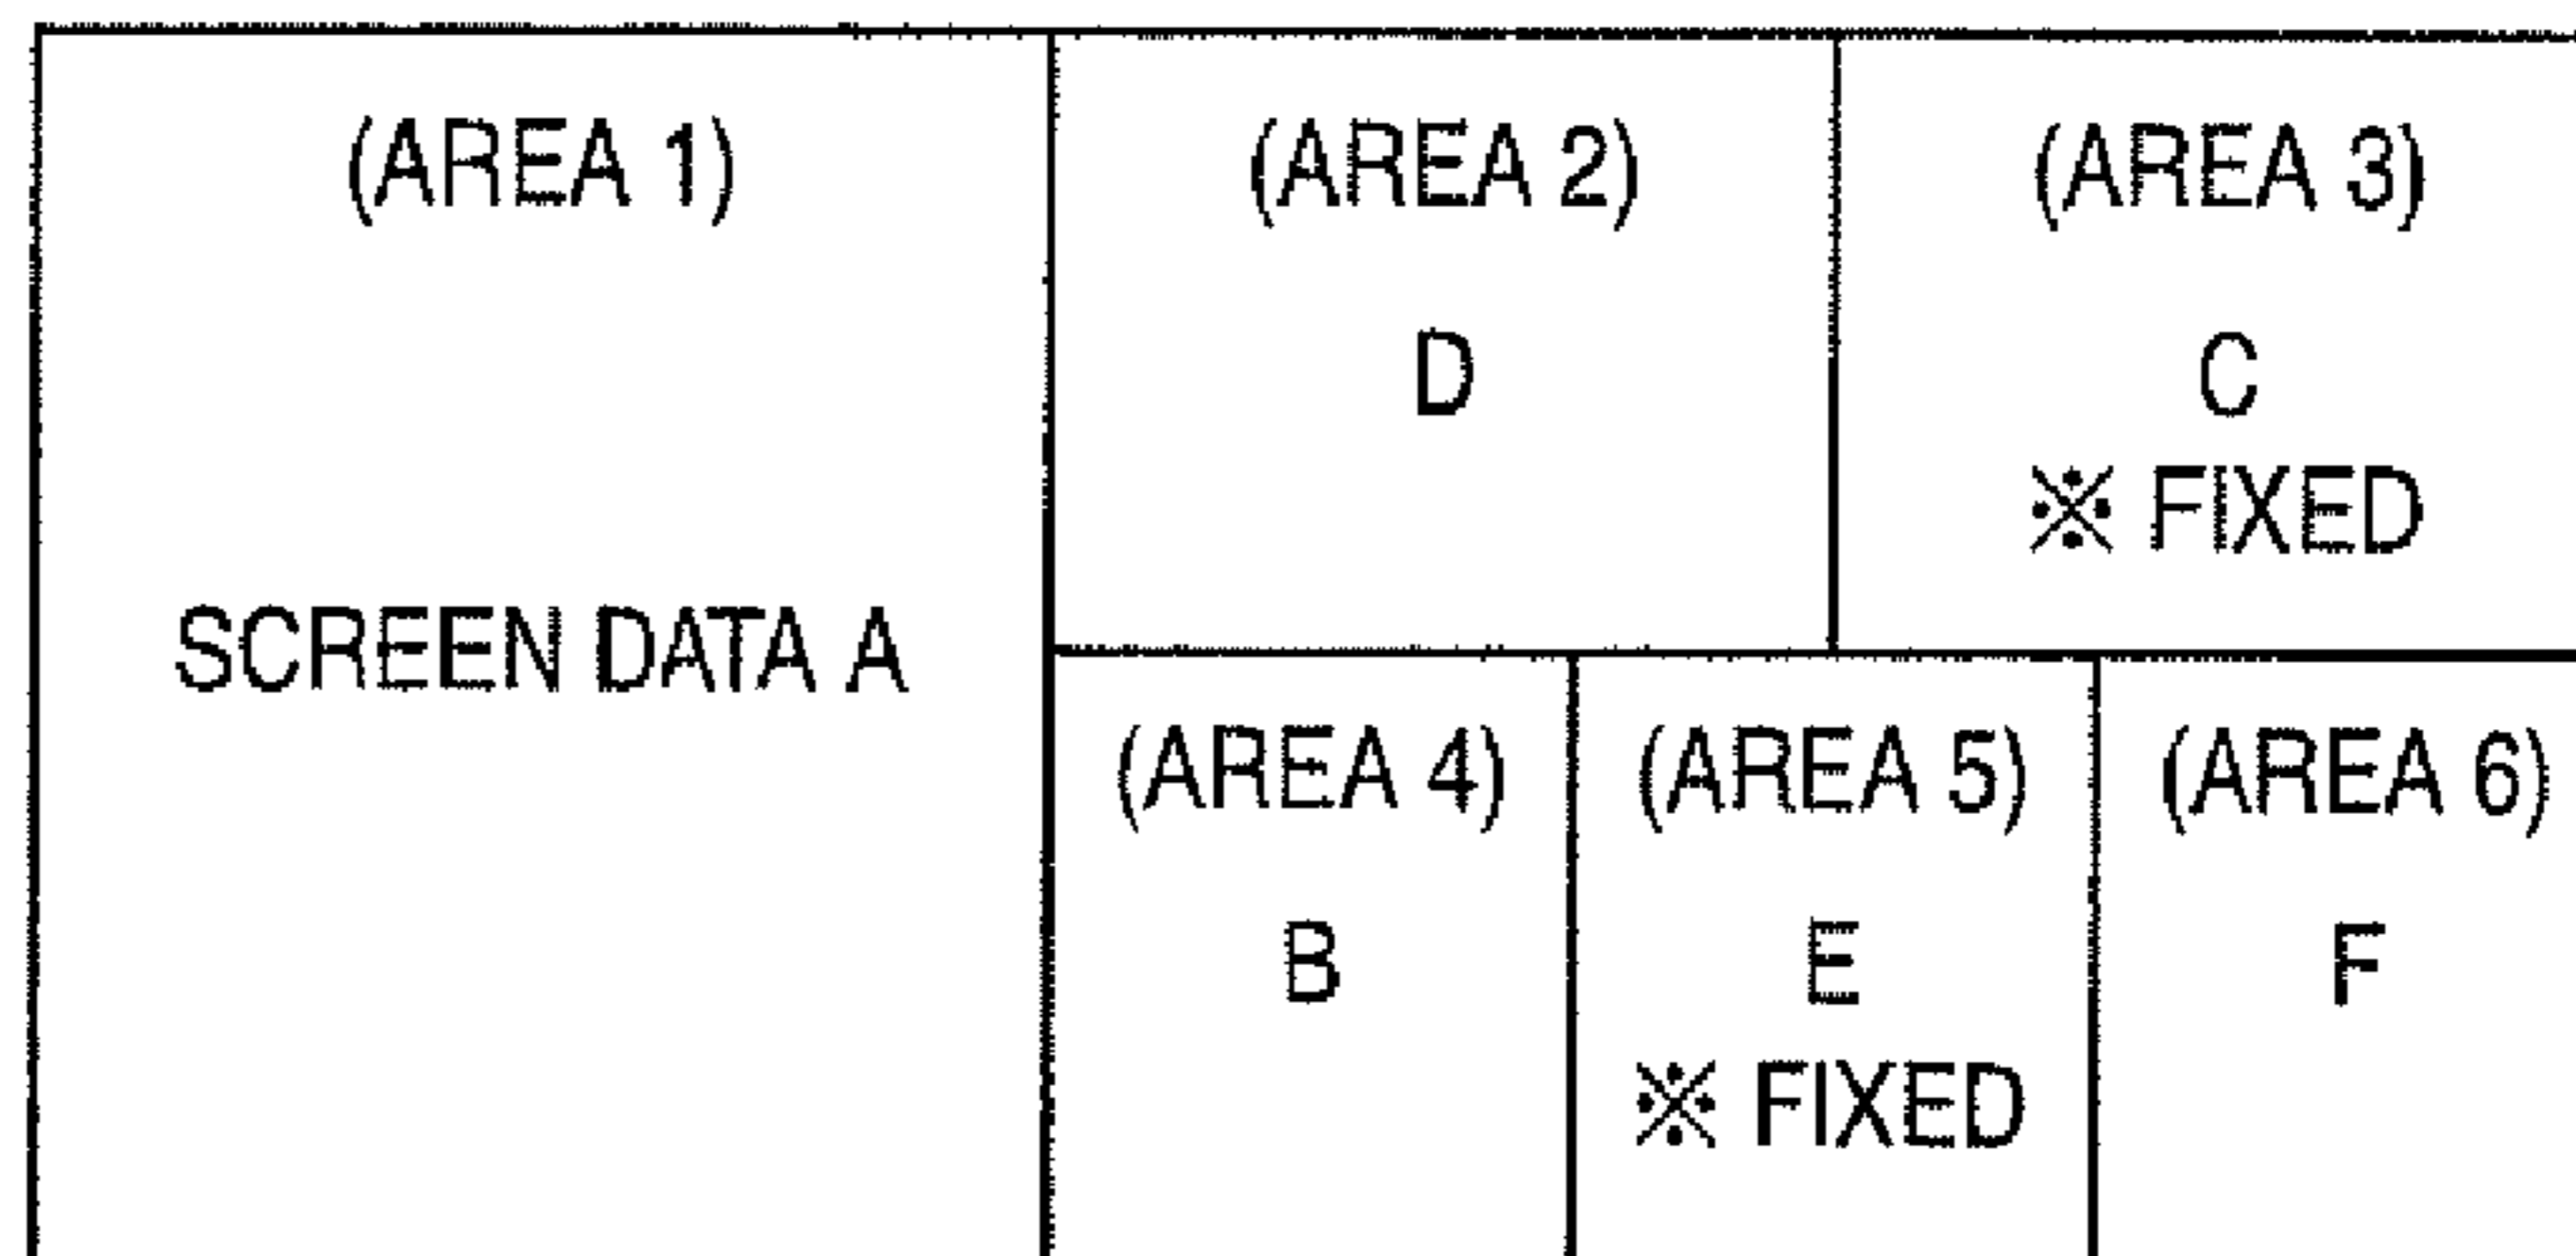 (AREA 1)
SCREEN DATA A
(AREA 2)
D
(AREA 3)
C
※ FIXED
(AREA 4)
B
(AREA 5)
E
※ FIXED
(AREA 6)
F